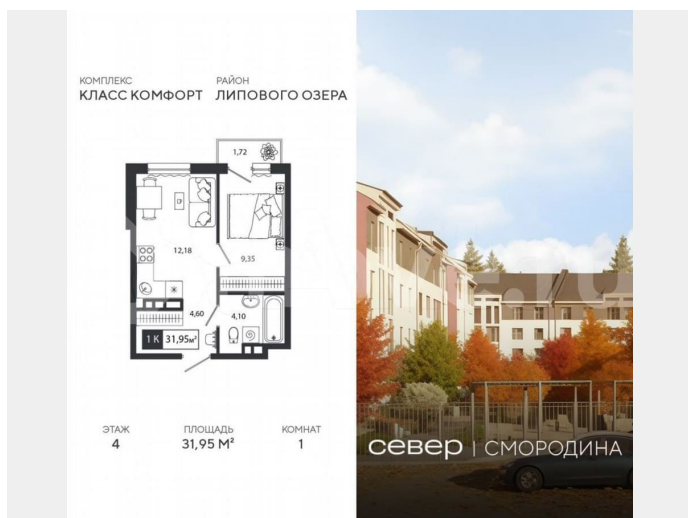 КОМПЛЕКС
КЛАСС КОМФОРТ
РАЙОН
ЛИПОВОГО ОЗЕРА
1,72
12,18
9,35
4,60
4,10
1 К
31,95м²
ЭТАЖ
4
ПЛОЩАДЬ
31,95 М²
КОМНАТ
1
север | СМОРОДИНА